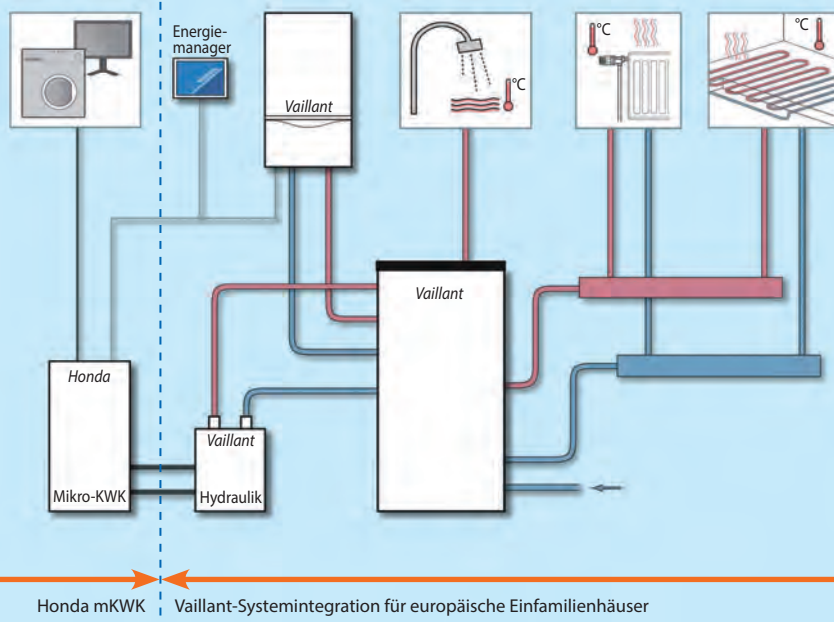 Energie-
manager
Vaillant
°C
°C
°C
Vaillant
Honda
Mikro-KWK
Vaillant
Hydraulik
Honda mKWK
Vaillant-Systemintegration für europäische Einfamilienhäuser